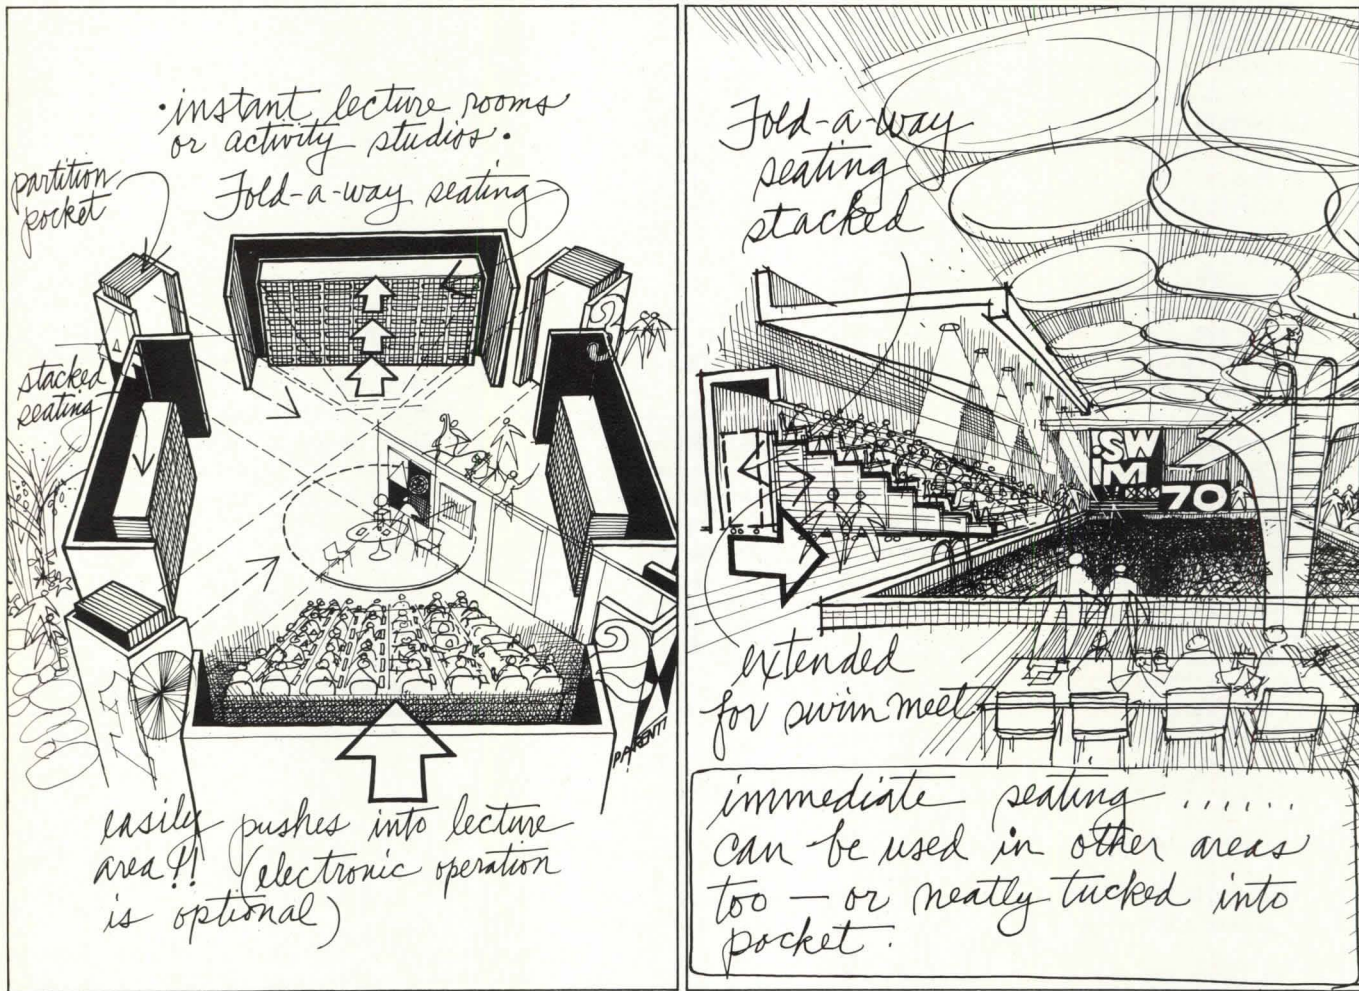 • instant lecture rooms
or activity studios •
partition
pocket
Fold-a-way seating
stacked
seating
PARENTI
easily pushes into lecture
area!! (electronic operation
is optional)
Fold-a-way
seating
stacked
SW
IM
70
extended
for swim meet
immediate seating ......
can be used in other areas
too — or neatly tucked into
pocket.